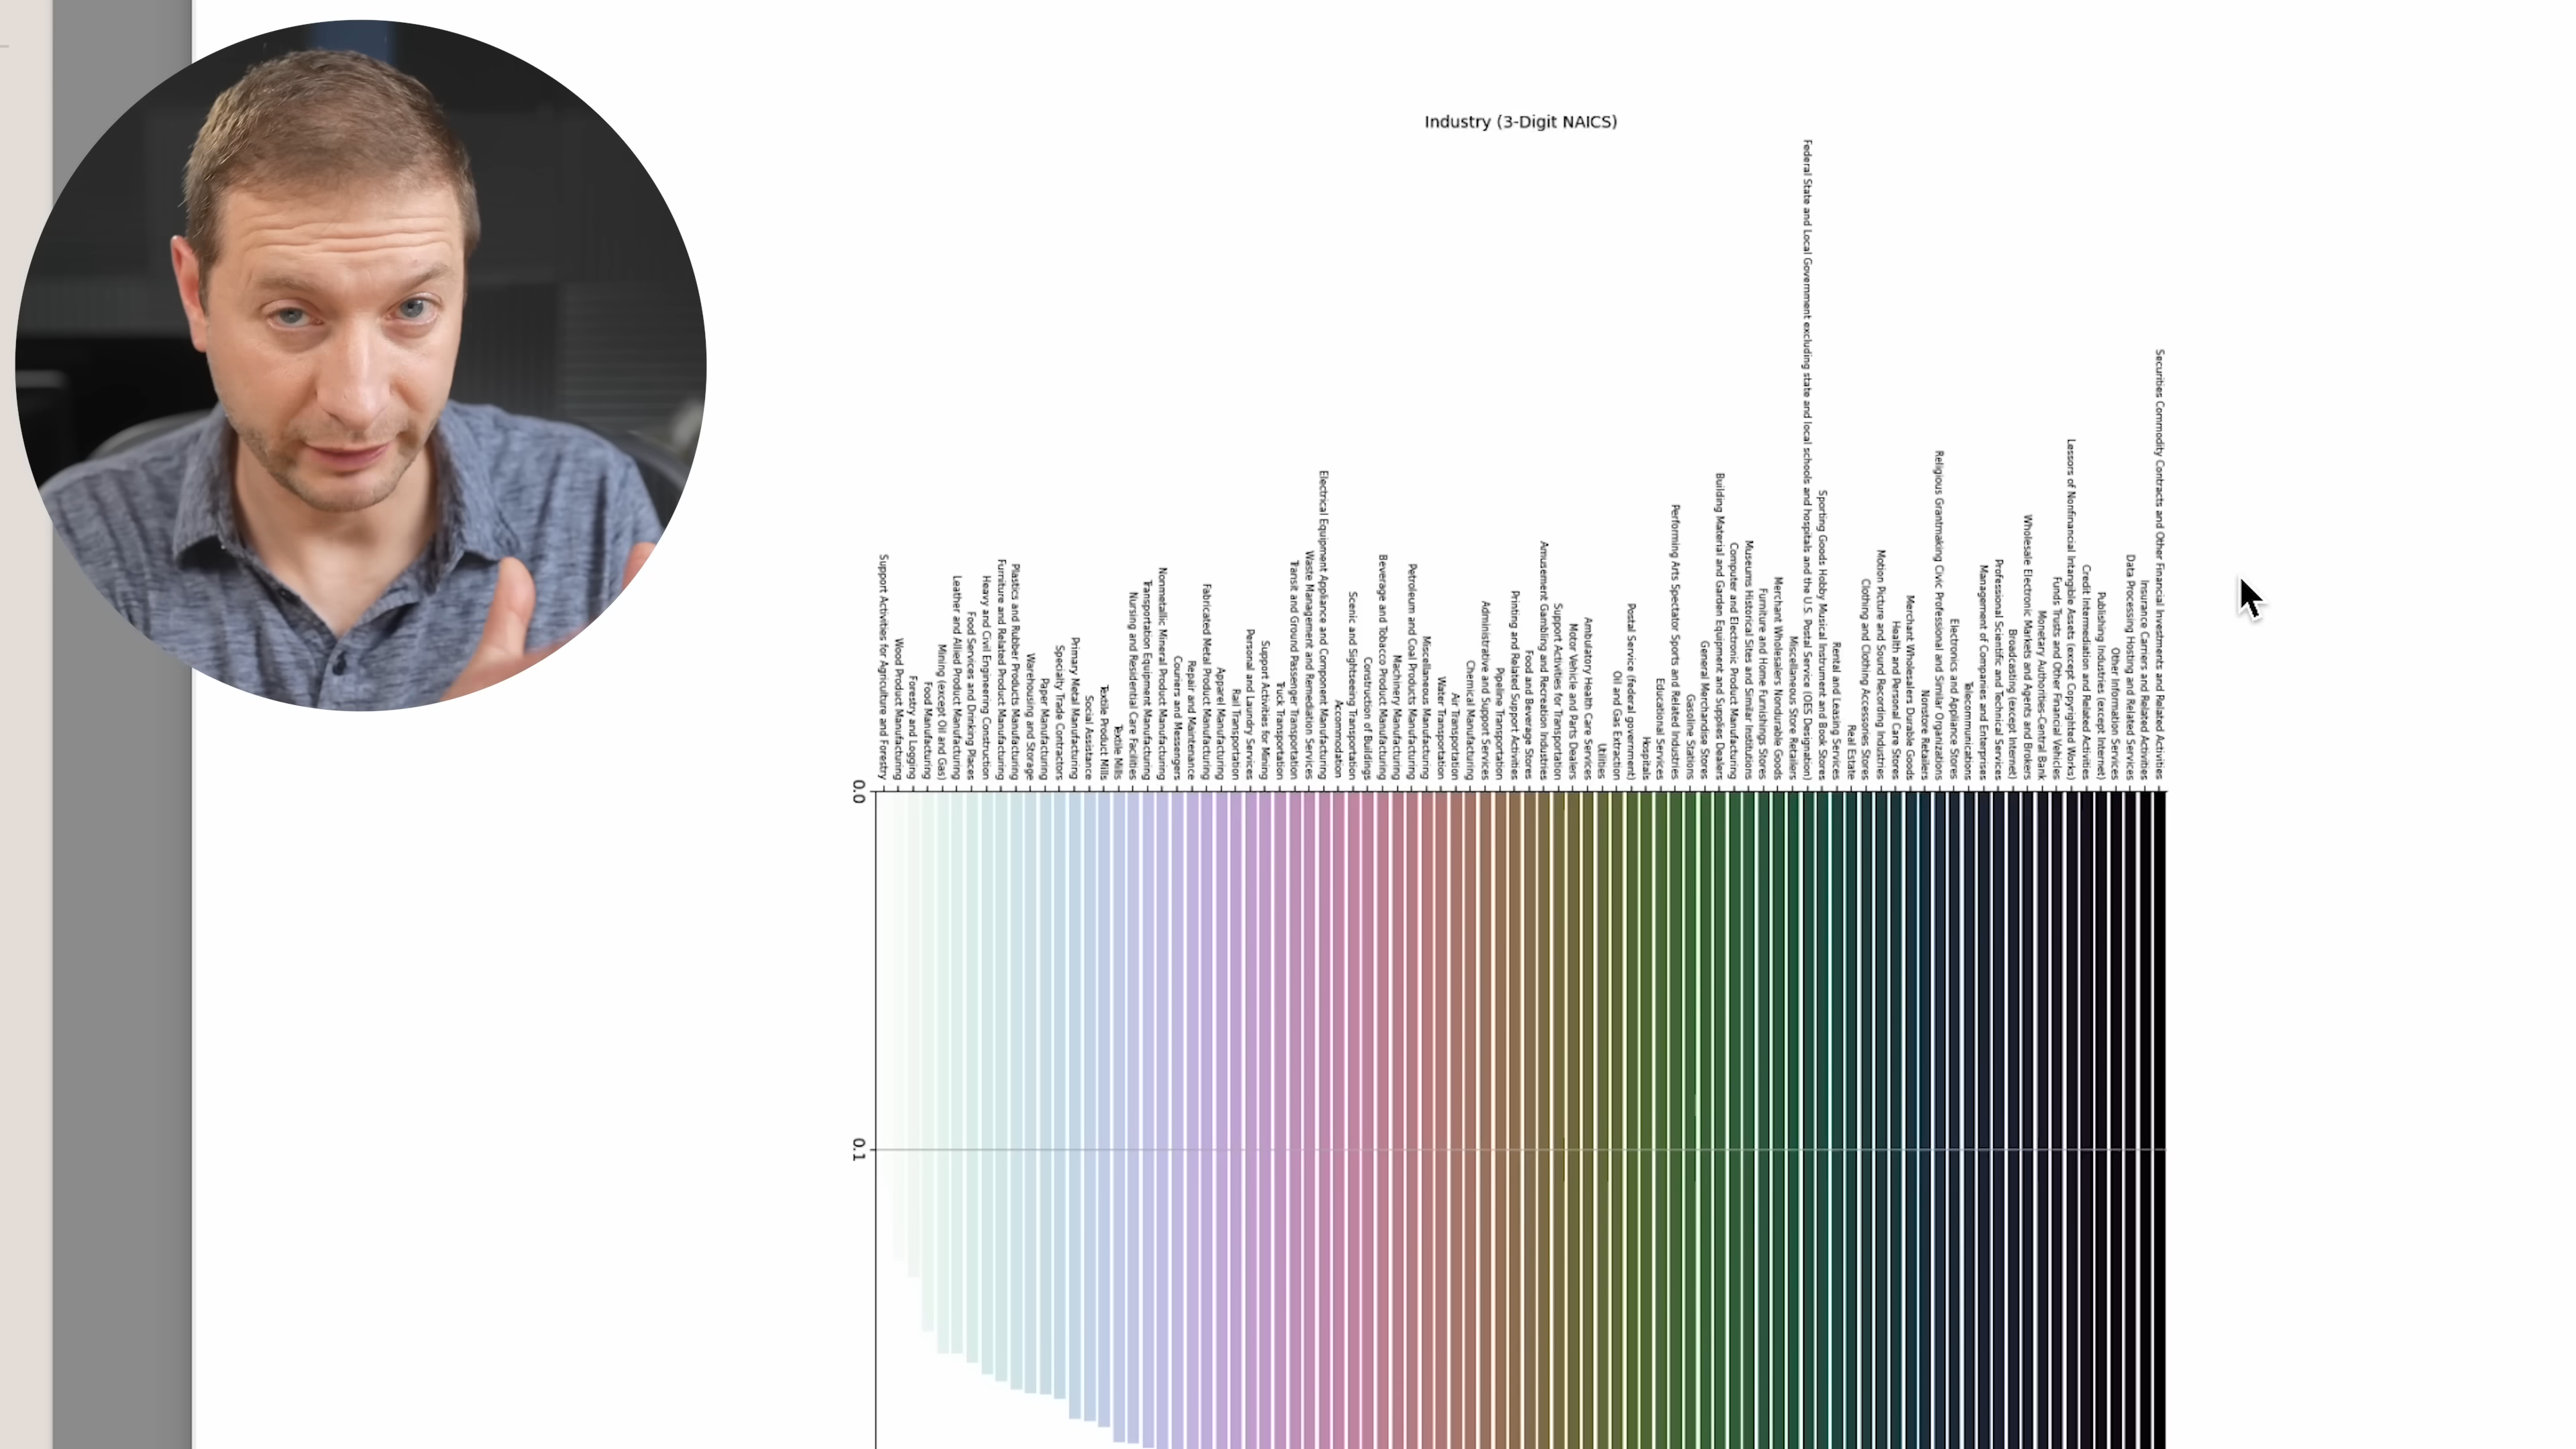 Industry (3-Digit NAICS)
Support Activities for Agriculture and Forestry
Wood Product Manufacturing
Forestry and Logging
Food Manufacturing
Mining (except Oil and Gas)
Leather and Allied Product Manufacturing
Food Services and Drinking Places
Heavy and Civil Engineering Construction
Furniture and Related Product Manufacturing
Plastics and Rubber Products Manufacturing
Warehousing and Storage
Paper Manufacturing
Specialty Trade Contractors
Primary Metal Manufacturing
Social Assistance
Textile Product Mills
Textile Mills
Nursing and Residential Care Facilities
Transportation Equipment Manufacturing
Nonmetallic Mineral Product Manufacturing
Couriers and Messengers
Repair and Maintenance
Fabricated Metal Product Manufacturing
Apparel Manufacturing
Rail Transportation
Personal and Laundry Services
Support Activities for Mining
Truck Transportation
Transit and Ground Passenger Transportation
Waste Management and Remediation Services
Electrical Equipment Appliance and Component Manufacturing
Accommodation
Scenic and Sightseeing Transportation
Construction of Buildings
Beverage and Tobacco Product Manufacturing
Machinery Manufacturing
Petroleum and Coal Products Manufacturing
Miscellaneous Manufacturing
Water Transportation
Air Transportation
Chemical Manufacturing
Administrative and Support Services
Pipeline Transportation
Printing and Related Support Activities
Food and Beverage Stores
Amusement Gambling and Recreation Industries
Support Activities for Transportation
Motor Vehicle and Parts Dealers
Ambulatory Health Care Services
Utilities
Oil and Gas Extraction
Postal Service (federal government)
Hospitals
Educational Services
Performing Arts Spectator Sports and Related Industries
Gasoline Stations
General Merchandise Stores
Building Material and Garden Equipment and Supplies Dealers
Computer and Electronic Product Manufacturing
Museums Historical Sites and Similar Institutions
Furniture and Home Furnishings Stores
Merchant Wholesalers Nondurable Goods
Miscellaneous Store Retailers
Federal State and Local Government excluding state and local schools and hospitals and the U.S. Postal Service (OES Designation)
Sporting Goods Hobby Musical Instrument and Book Stores
Rental and Leasing Services
Real Estate
Clothing and Clothing Accessories Stores
Motion Picture and Sound Recording Industries
Health and Personal Care Stores
Merchant Wholesalers Durable Goods
Nonstore Retailers
Religious Grantmaking Civic Professional and Similar Organizations
Electronics and Appliance Stores
Telecommunications
Management of Companies and Enterprises
Professional Scientific and Technical Services
Broadcasting (except Internet)
Wholesale Electronic Markets and Agents and Brokers
Monetary Authorities-Central Bank
Funds Trusts and Other Financial Vehicles
Lessors of Nonfinancial Intangible Assets (except Copyrighted Works)
Credit Intermediation and Related Activities
Publishing Industries (except Internet)
Other Information Services
Data Processing Hosting and Related Services
Insurance Carriers and Related Activities
Securities Commodity Contracts and Other Financial Investments and Related Activities
0.0
0.1